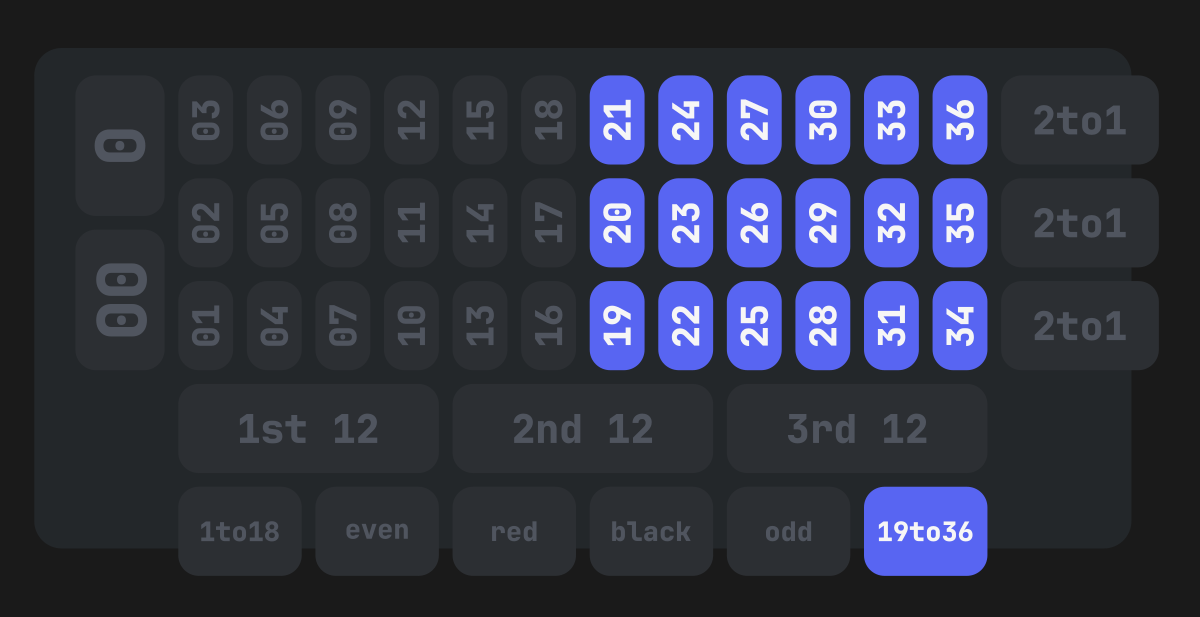 0
00
03 06 09 12 15 18 21 24 27 30 33 36 2to1
02 05 08 11 14 17 20 23 26 29 32 35 2to1
01 04 07 10 13 16 19 22 25 28 31 34 2to1
1st 12 2nd 12 3rd 12
1to18 even red black odd 19to36